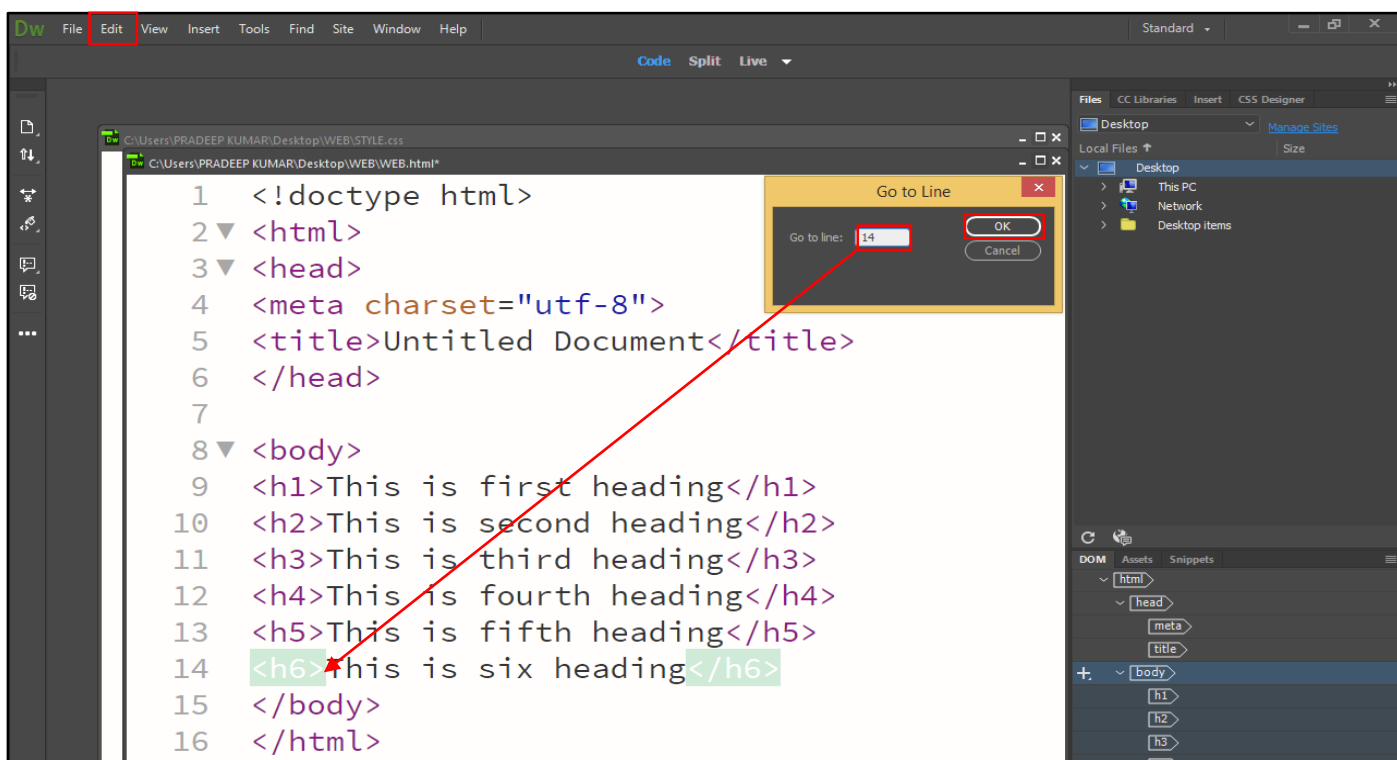 Dw File Edit View Insert Tools Find Site Window Help Standard
Code Split Live
Files CC Libraries Insert CSS Designer
Desktop Manage Sites
Local Files Size
Desktop
This PC
Network
Desktop items
C:\Users\PRADEEP KUMAR\Desktop\WEB\STYLE.css
C:\Users\PRADEEP KUMAR\Desktop\WEB\WEB.html*
Go to Line
Go to line: 14
OK
Cancel
1 <!doctype html>
2 <html>
3 <head>
4 <meta charset="utf-8">
5 <title>Untitled Document</title>
6 </head>
7
8 <body>
9 <h1>This is first heading</h1>
10 <h2>This is second heading</h2>
11 <h3>This is third heading</h3>
12 <h4>This is fourth heading</h4>
13 <h5>This is fifth heading</h5>
14 <h6>This is six heading</h6>
15 </body>
16 </html>
DOM Assets Snippets
html
head
meta
title
body
h1
h2
h3